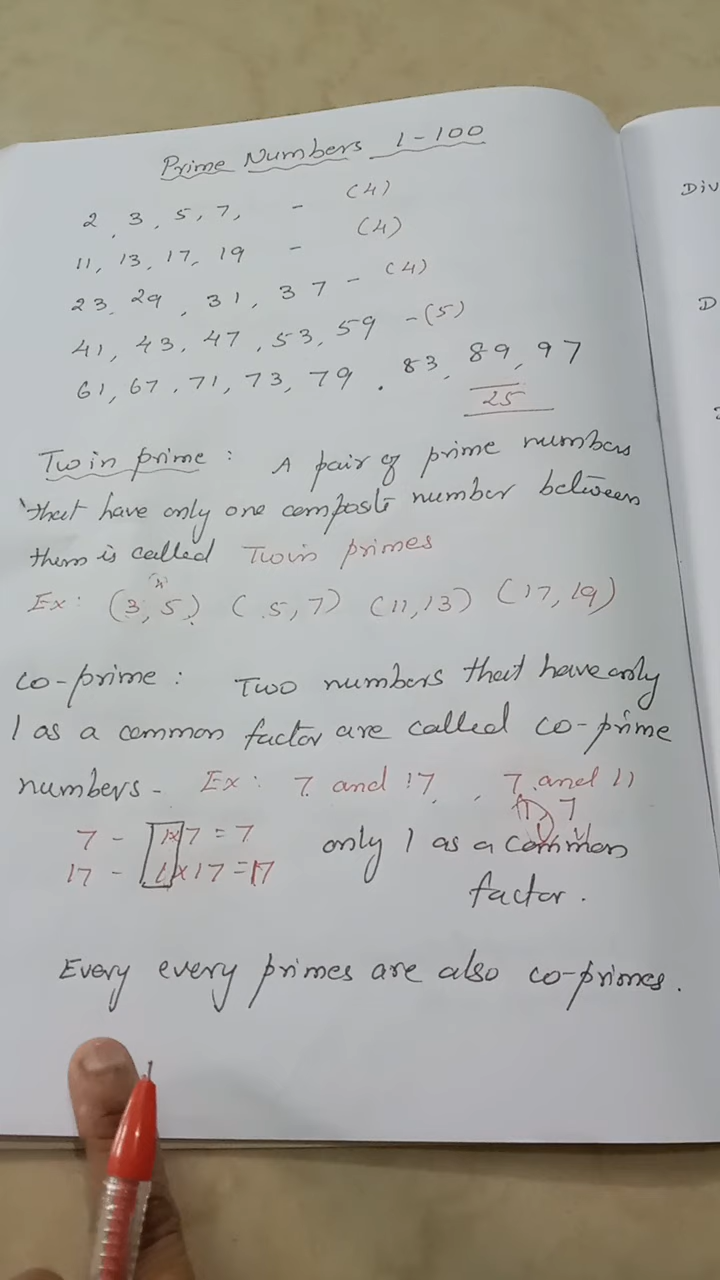 Prime Numbers 1-100
2, 3, 5, 7, - (4)
11, 13, 17, 19 - (4)
23, 29, 31, 37 - (4)
41, 43, 47, 53, 59 - (5)
61, 67, 71, 73, 79, 83, 89, 97
25
Twin prime: A pair of prime numbers
that have only one composite number between
them is called Twin primes
Ex: (3, 5) (5, 7) (11, 13) (17, 19)
co-prime: Two numbers that have only
1 as a common factor are called co-prime
numbers- Ex: 7 and 17, 7 and 11
7 - 1x7 = 7
17 - 1x17 = 17
only 1 as a common
factor.
Every every primes are also co-primes.
Div
D